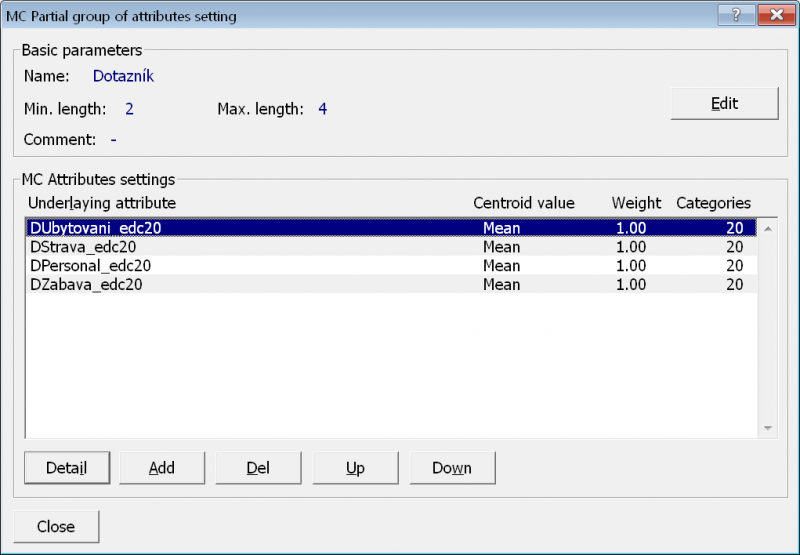 MC Partial group of attributes setting
?
Basic parameters
Name: Dotazník
Min. length: 2 Max. length: 4
Edit
Comment: -
MC Attributes settings
Underlaying attribute Centroid value Weight Categories
DUbytovani_edc20 Mean 1.00 20
DStrava_edc20 Mean 1.00 20
DPersonal_edc20 Mean 1.00 20
DZabava_edc20 Mean 1.00 20
Detail Add Del Up Down
Close